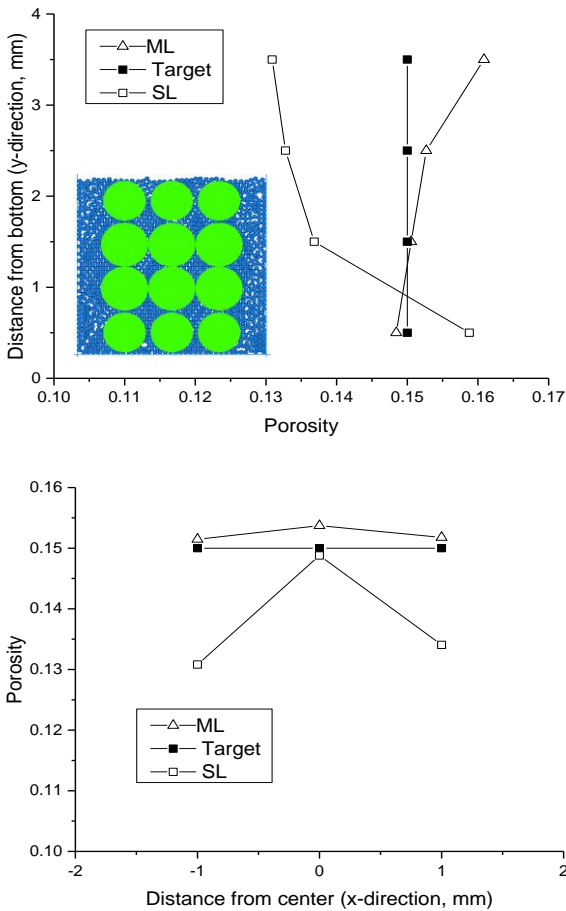 4
3
2
1
0
Distance from bottom (y-direction, mm)
ML
Target
SL
0.10 0.11 0.12 0.13 0.14 0.15 0.16 0.17
Porosity
0.16
0.15
0.14
0.13
0.12
0.11
0.10
Porosity
ML
Target
SL
-2 -1 0 1 2
Distance from center (x-direction, mm)